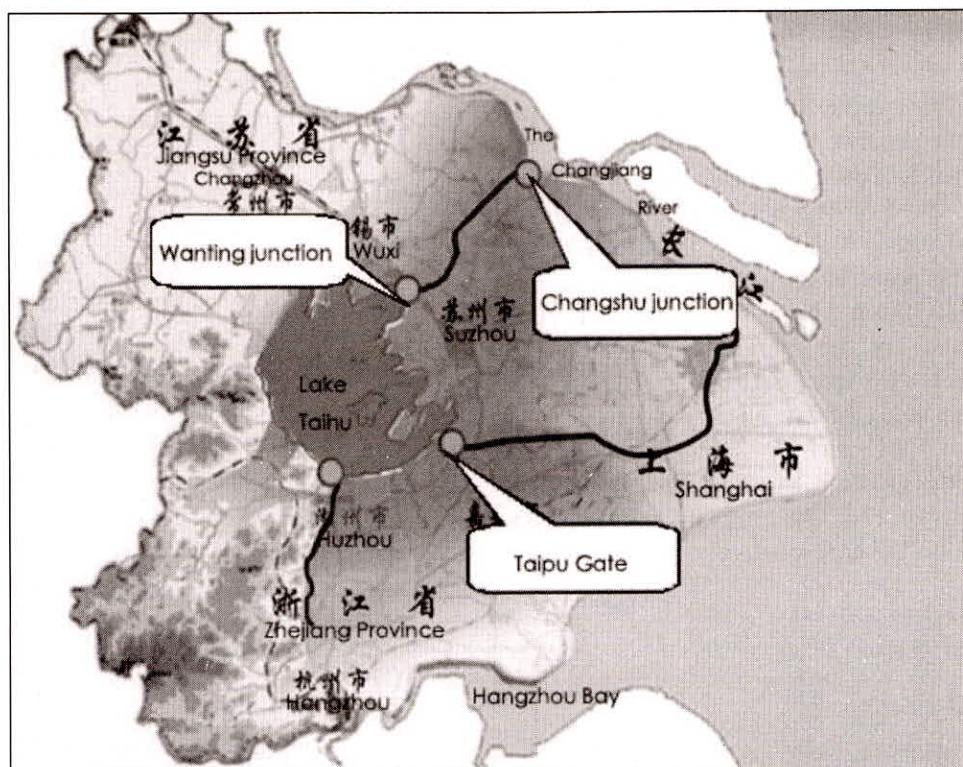 江 苏 省
Jiangsu Province
Changzhou
常州市
锡市
Wuxi
Wanting junction
The
Changjiang
River
Changshu junction
江
苏州市
Suzhou
Lake
Taihu
上 海 市
Shanghai
州市
Huzhou
Taipu Gate
浙 江 省
Zhejiang Province
杭州市
Hangzhou
Hangzhou Bay